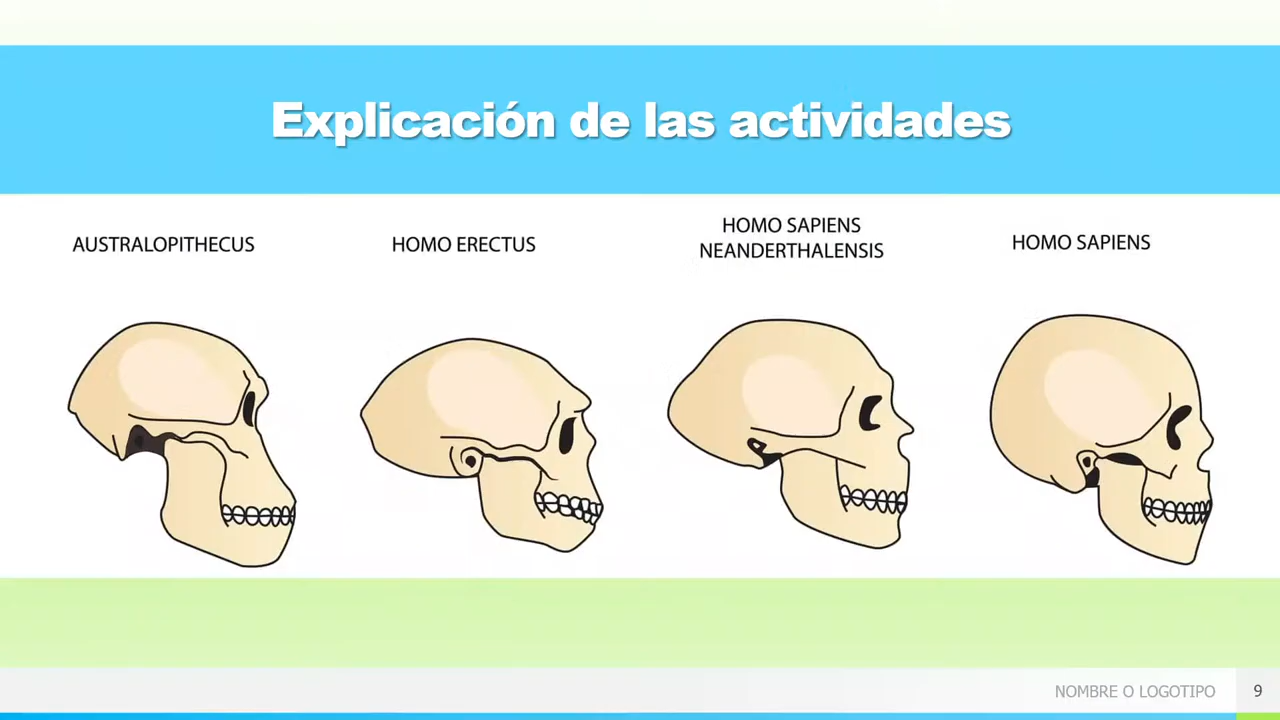 Explicación de las actividades
AUSTRALOPITHECUS
HOMO ERECTUS
HOMO SAPIENS
NEANDERTHALENSIS
HOMO SAPIENS
NOMBRE O LOGOTIPO
9